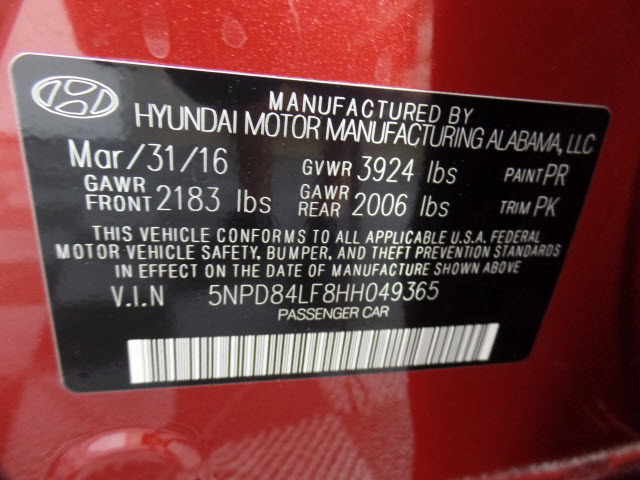 MANUFACTURED BY
HYUNDAI MOTOR MANUFACTURING ALABAMA, LLC
Mar/31/16 GVWR 3924 lbs PAINT PR
GAWR FRONT 2183 lbs GAWR REAR 2006 lbs TRIM PK
THIS VEHICLE CONFORMS TO ALL APPLICABLE U.S.A. FEDERAL
MOTOR VEHICLE SAFETY, BUMPER, AND THEFT PREVENTION STANDARDS
IN EFFECT ON THE DATE OF MANUFACTURE SHOWN ABOVE.
V.I.N 5NPD84LF8HH049365
PASSENGER CAR